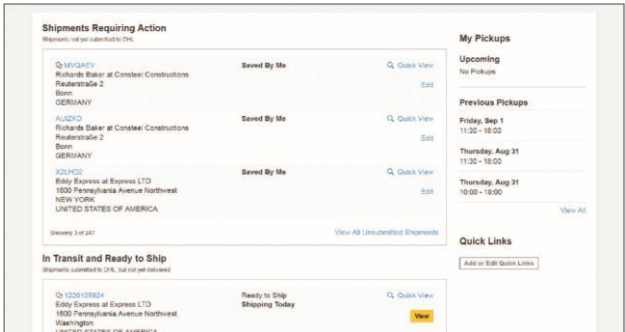 Shipments Requiring Action
Shipments not yet submitted to DHL
MVQAEV
Richards Baker at Consteel Constructions
Reuterstraße 2
Bonn
GERMANY
Saved By Me
Quick View
Edit
AUEZKD
Richards Baker at Consteel Constructions
Reuterstraße 2
Bonn
GERMANY
Saved By Me
Quick View
Edit
X2LHD2
Eddy Express at Express LTD
1600 Pennsylvania Avenue Northwest
NEW YORK
UNITED STATES OF AMERICA
Saved By Me
Quick View
Edit
Showing 3 of 247
View All Unsubmitted Shipments
In Transit and Ready to Ship
Shipments submitted to DHL, but not yet delivered
1220105924
Eddy Express at Express LTD
1600 Pennsylvania Avenue Northwest
Washington
UNITED STATES OF AMERICA
Ready to Ship
Shipping Today
Quick View
View
My Pickups
Upcoming
No Pickups
Previous Pickups
Friday, Sep 1
11:30 - 18:00
Thursday, Aug 31
11:30 - 18:00
Thursday, Aug 31
10:00 - 18:00
View All
Quick Links
Add or Edit Quick Links